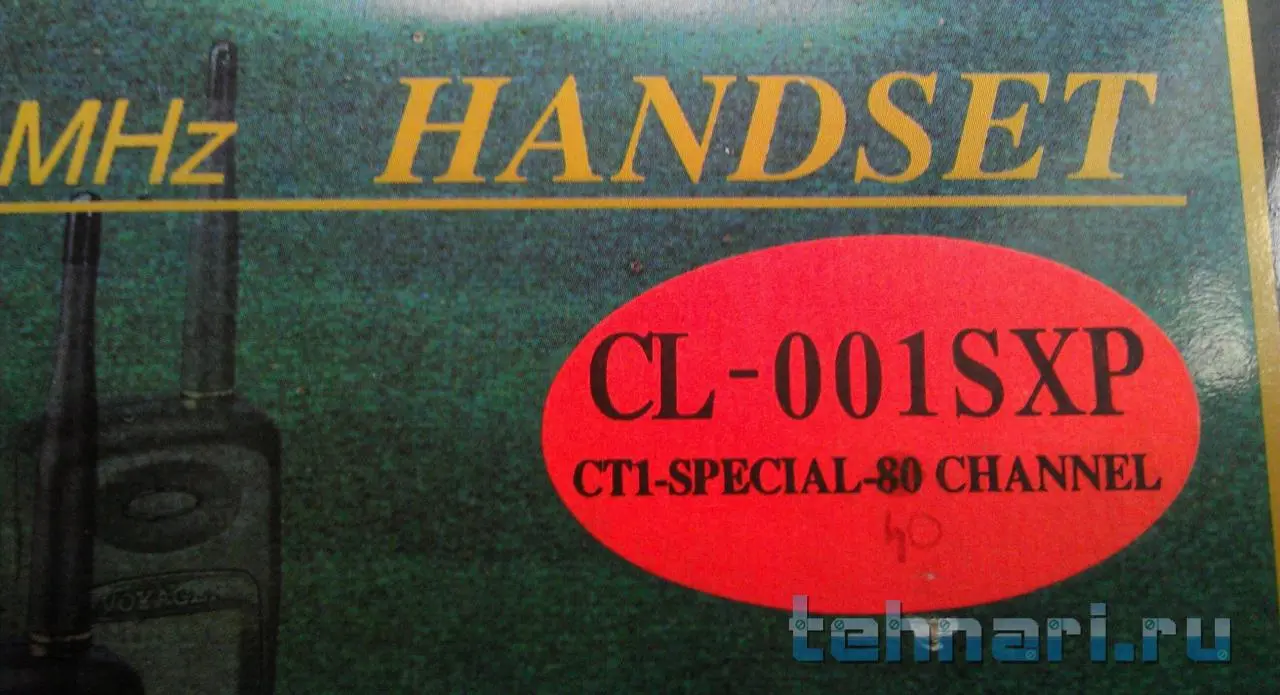 MHz HANDSET
CL-001SXP
CT1-SPECIAL-80 CHANNEL
40
VOYAGER
tehnari.ru